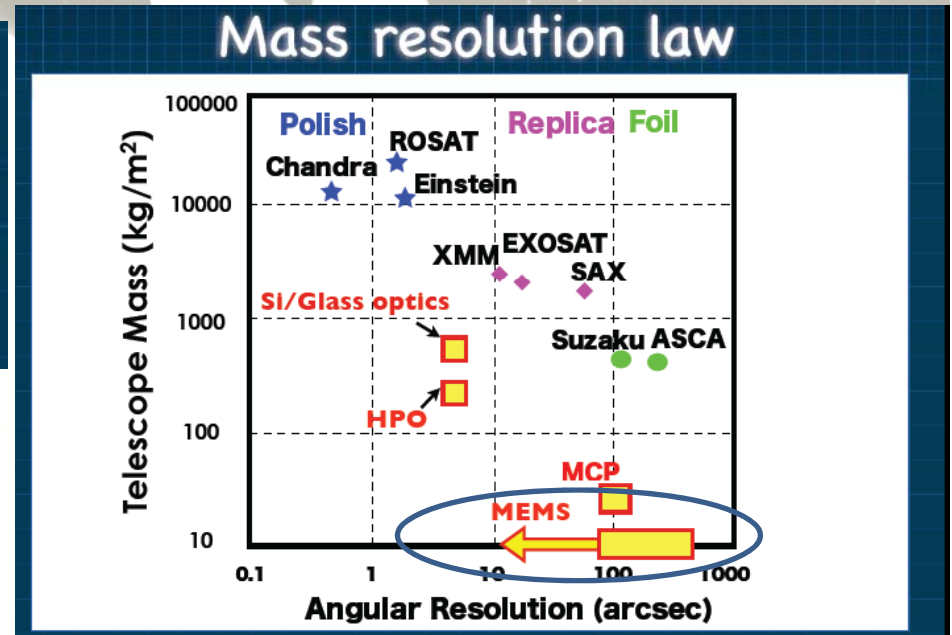 Mass resolution law
100000
Polish
Replica Foil
ROSAT
Chandra
Einstein
10000
EXOSAT
XMM
SAX
Si/Glass optics
1000
Suzaku ASCA
HPO
100
MCP
MEMS
10
Telescope Mass (kg/m²)
0.1 1 10 100 1000
Angular Resolution (arcsec)